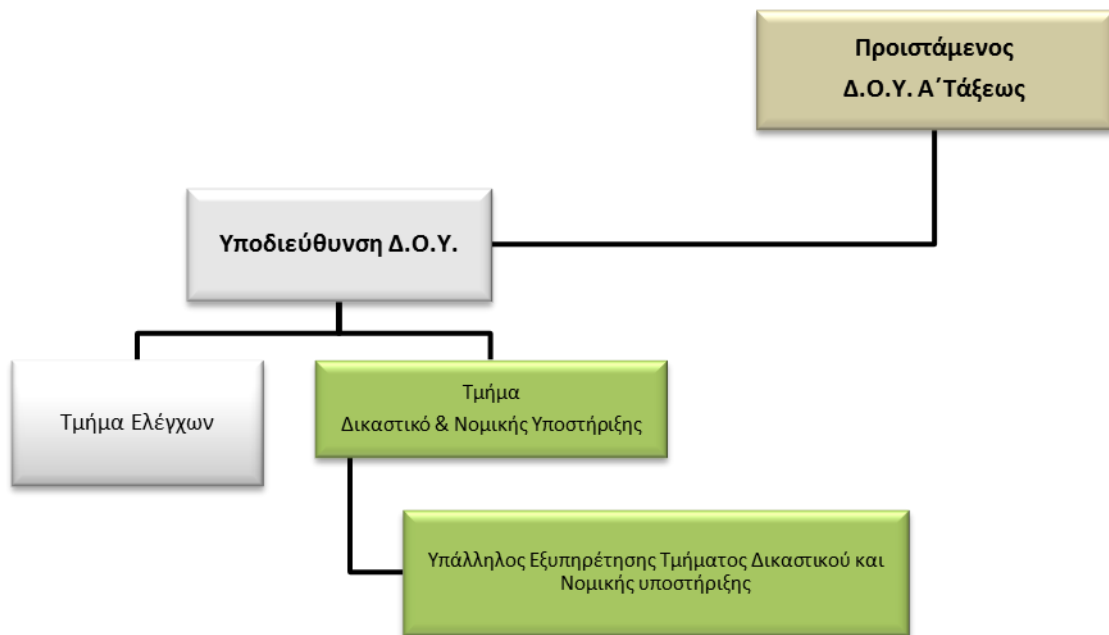 Προιστάμενος
Δ.Ο.Υ. Α΄Τάξεως
Υποδιεύθυνση Δ.Ο.Υ.
Τμήμα Ελέγχων
Τμήμα
Δικαστικό & Νομικής Υποστήριξης
Υπάλληλος Εξυπηρέτησης Τμήματος Δικαστικού και
Νομικής υποστήριξης